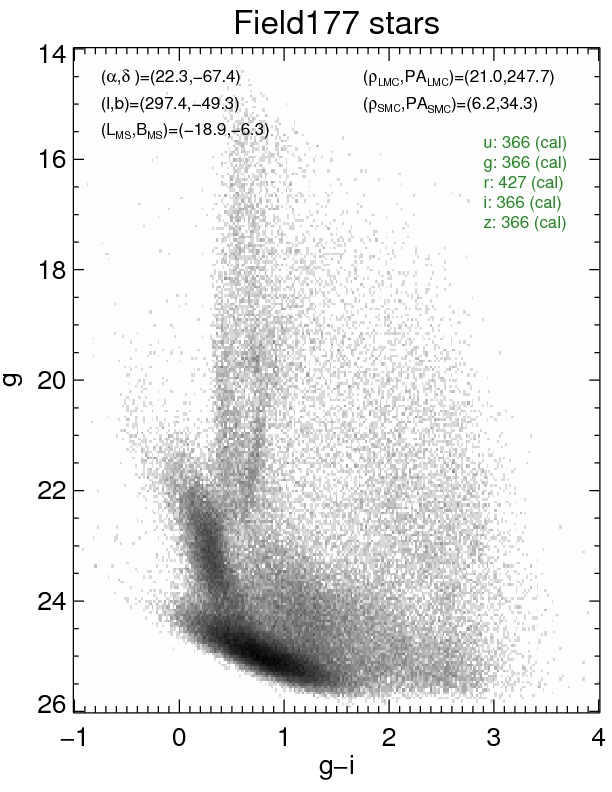 Field177 stars
(α,δ )=(22.3,−67.4)
(ρLMC,PALMC)=(21.0,247.7)
(l,b)=(297.4,−49.3)
(ρSMC,PASMC)=(6.2,34.3)
(LMS,BMS)=(−18.9,−6.3)
u: 366 (cal)
g: 366 (cal)
r: 427 (cal)
i: 366 (cal)
z: 366 (cal)
14
16
18
20
22
24
26
g
−1 0 1 2 3 4
g−i